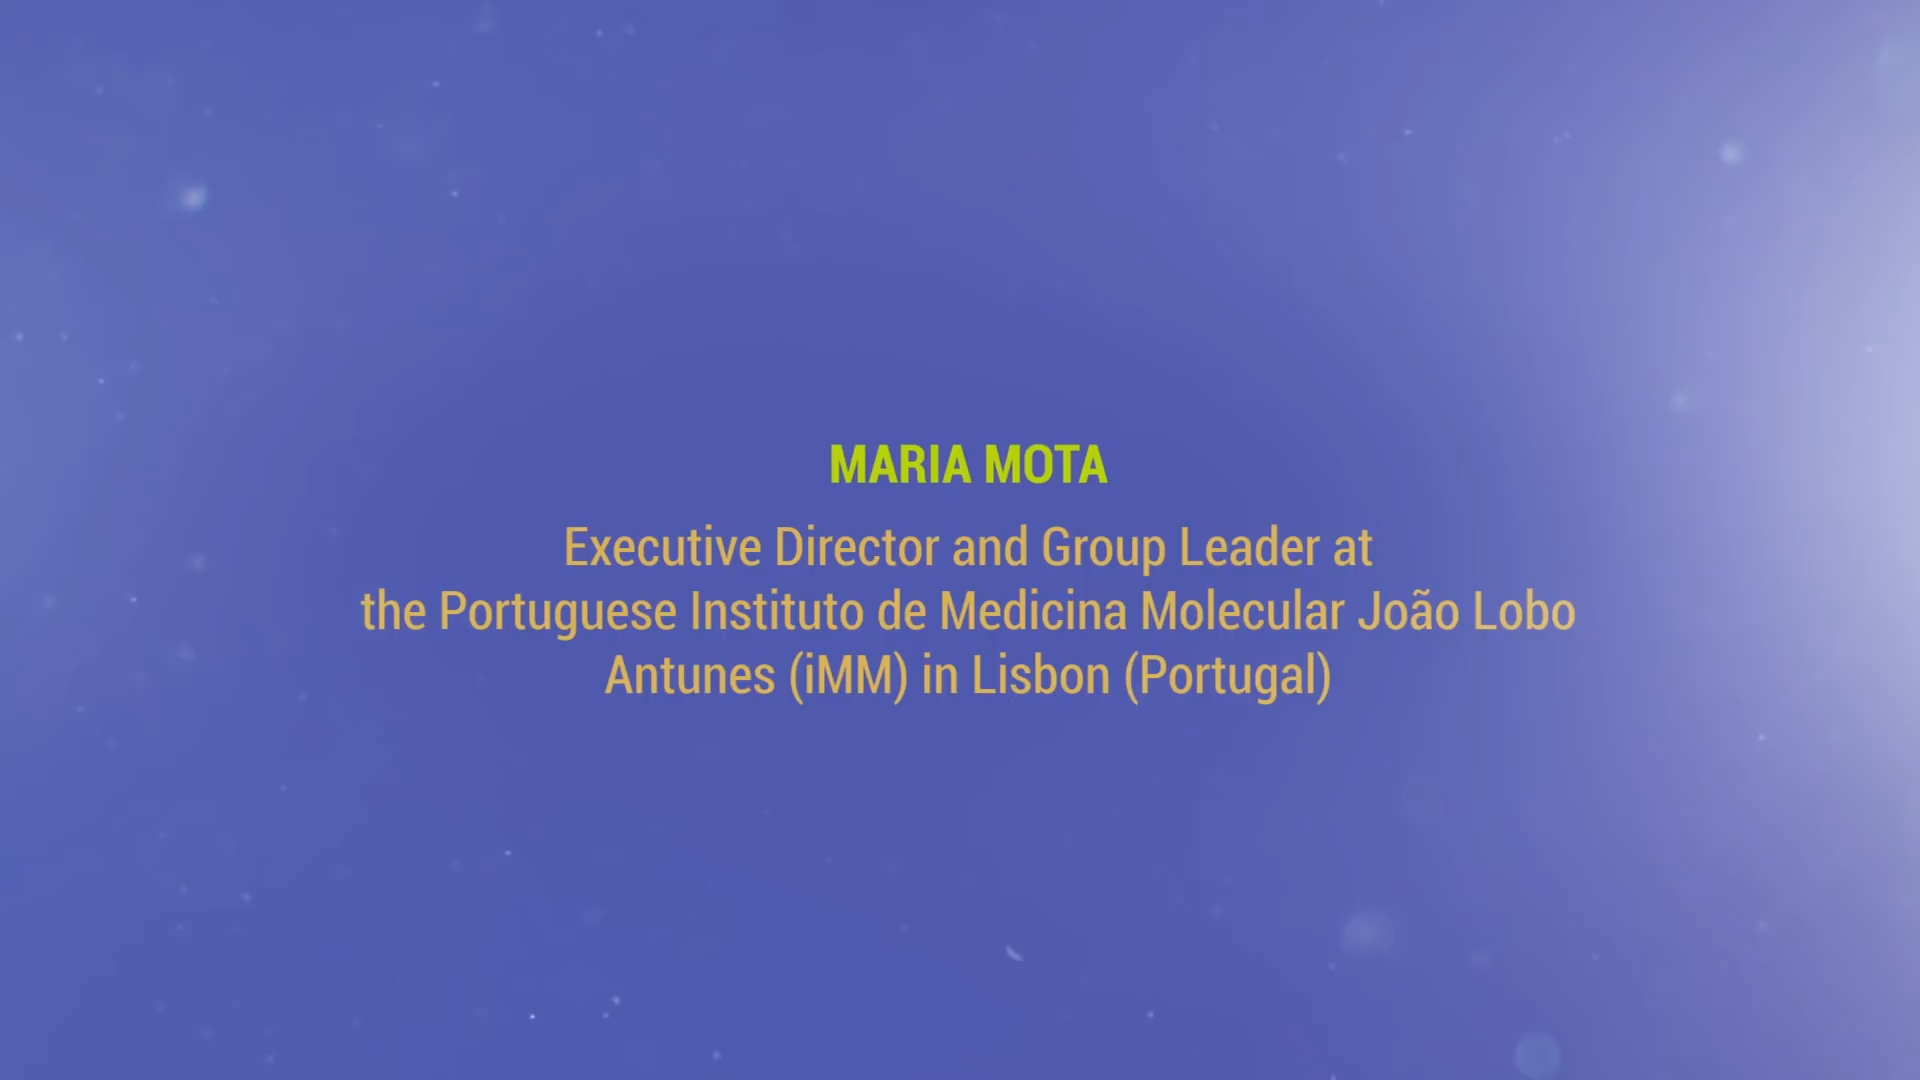 MARIA MOTA
Executive Director and Group Leader at
the Portuguese Instituto de Medicina Molecular João Lobo
Antunes (iMM) in Lisbon (Portugal)